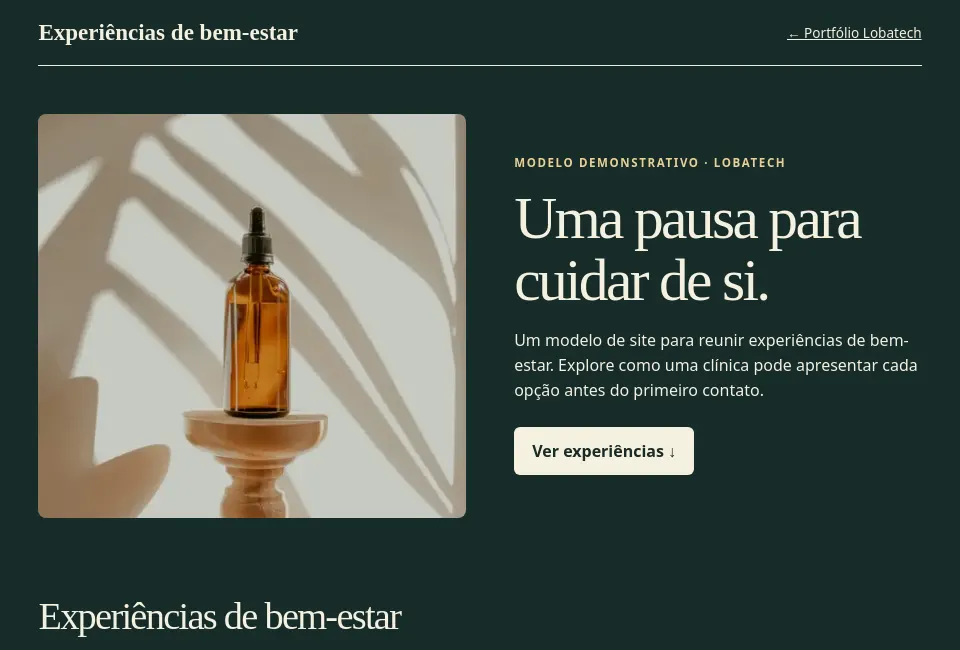 Experiências de bem-estar
← Portfólio Lobatech
MODELO DEMONSTRATIVO · LOBATECH
Uma pausa para
cuidar de si.
Um modelo de site para reunir experiências de bem-
estar. Explore como uma clínica pode apresentar cada
opção antes do primeiro contato.
Ver experiências ↓
Experiências de bem-estar